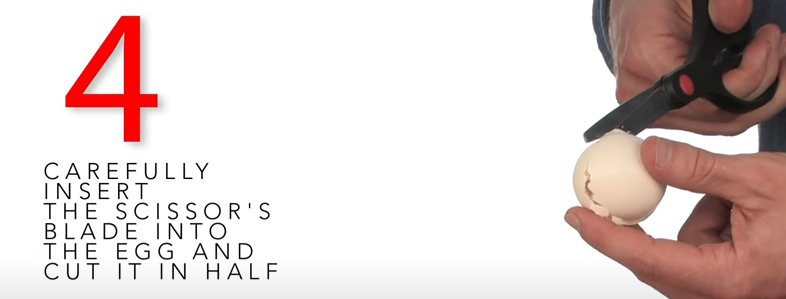 4
CAREFULLY
INSERT
THE SCISSOR'S
BLADE INTO
THE EGG AND
CUT IT IN HALF